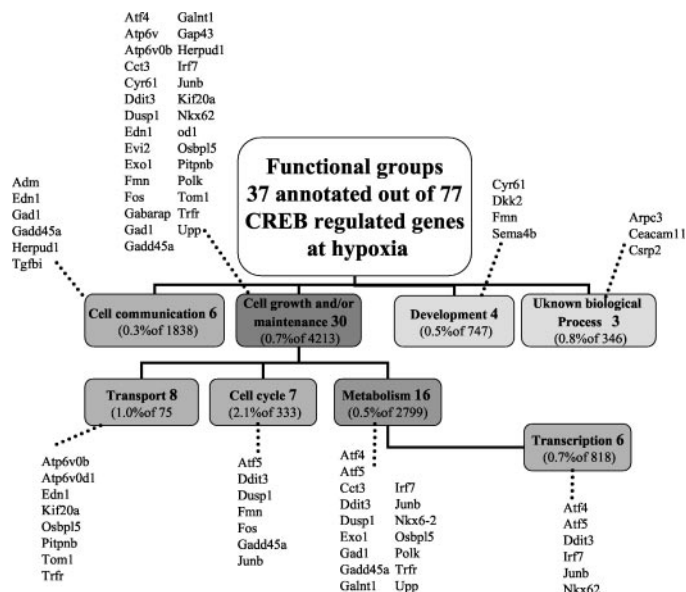 Atf4 Galnt1
Atp6v Gap43
Atp6v0b Herpud1
Cct3 Irf7
Cyr61 Junb
Ddit3 Kif20a
Dusp1 Nkx62
Edn1 od1
Evi2 Osbpl5
Exo1 Pitpnb
Fmn Polk
Fos Tom1
Gabarap Trfr
Gad1 Upp
Gadd45a
Functional groups
37 annotated out of 77
CREB regulated genes
at hypoxia
Adm
Edn1
Gad1
Gadd45a
Herpud1
Tgfbi
Cyr61
Dkk2
Fmn
Sema4b
Arpc3
Ceacam11
Csrp2
Cell communication 6
(0.3%of 1838)
Cell growth and/or
maintenance 30
(0.7%of 4213)
Development 4
(0.5%of 747)
Uknown biological
Process 3
(0.8%of 346)
Transport 8
(1.0%of 75
Cell cycle 7
(2.1%of 333)
Metabolism 16
(0.5%of 2799)
Transcription 6
(0.7%of 818)
Atp6v0b
Atp6v0d1
Edn1
Kif20a
Osbpl5
Pitpnb
Tom1
Trfr
Atf5
Ddit3
Dusp1
Fmn
Fos
Gadd45a
Junb
Atf4
Atf5
Cct3 Irf7
Ddit3 Junb
Dusp1 Nkx6-2
Exo1 Osbpl5
Gad1 Polk
Gadd45a Trfr
Galnt1 Upp
Atf4
Atf5
Ddit3
Irf7
Junb
Nkx62